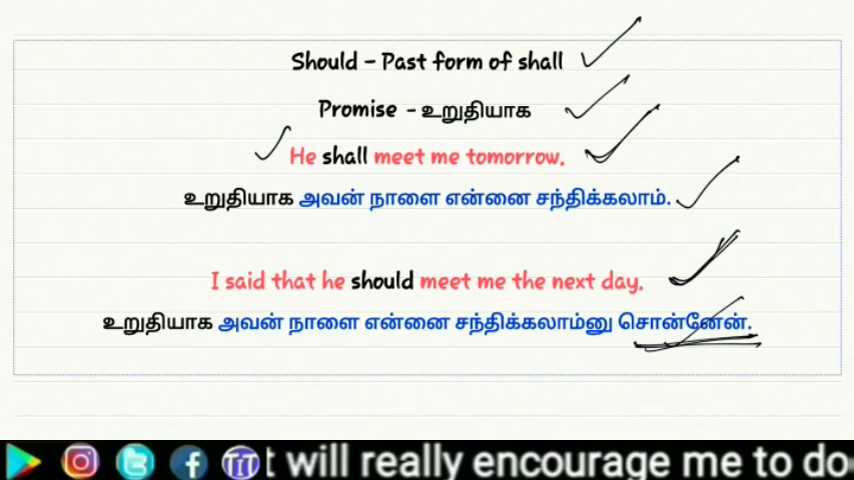 Should – Past form of shall
Promise - உறுதியாக
He shall meet me tomorrow.
உறுதியாக அவன் நாளை என்னை சந்திக்கலாம்.
I said that he should meet me the next day.
உறுதியாக அவன் நாளை என்னை சந்திக்கலாம்னு சொன்னேன்.
t will really encourage me to do